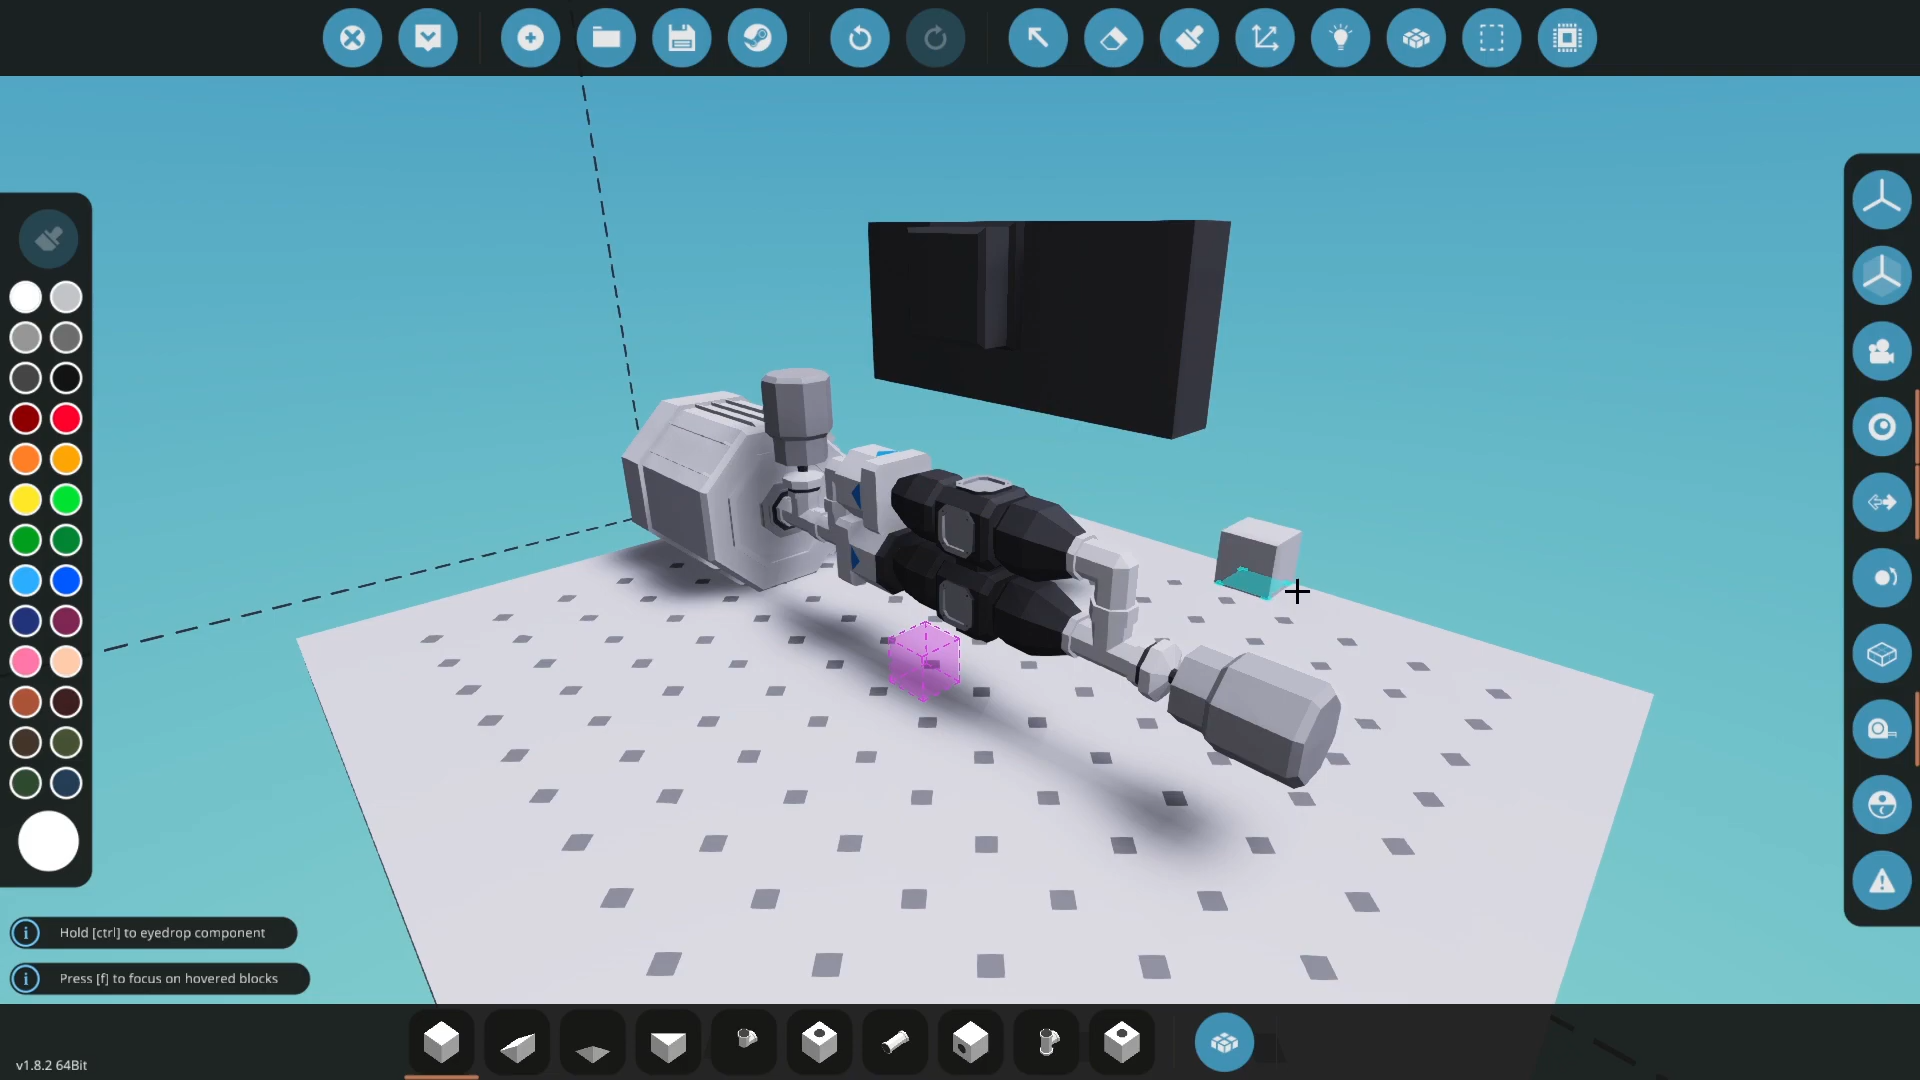 Hold [ctrl] to eyedrop component
Press [f] to focus on hovered blocks
v1.8.2 64Bit